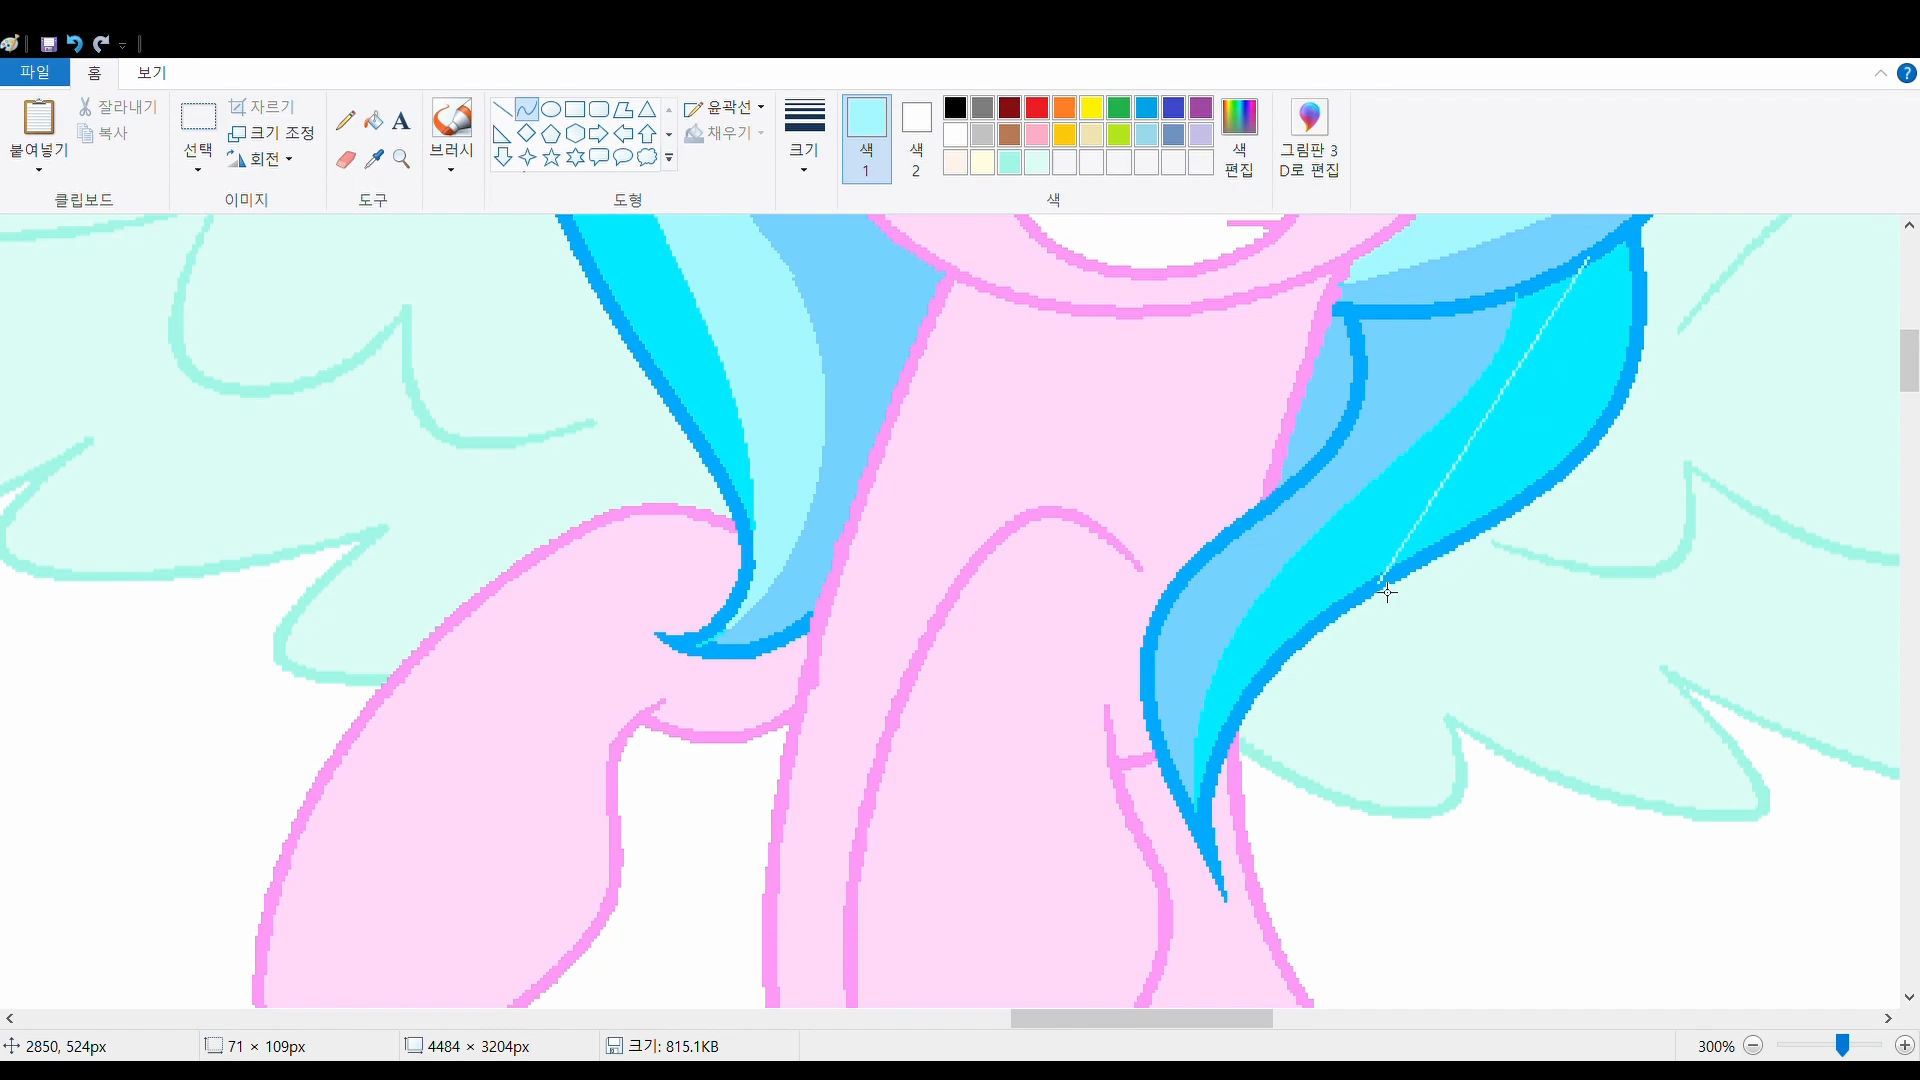 파일 홈 보기 ?
붙여넣기 잘라내기 복사 클립보드
선택 자르기 크기 조정 회전 이미지
A 도구
브러시
윤곽선 채우기 도형
크기
색 1
색 2
색 편집
색
그림판 3
D로 편집
2850, 524px 71 × 109px 4484 × 3204px 크기: 815.1KB 300%